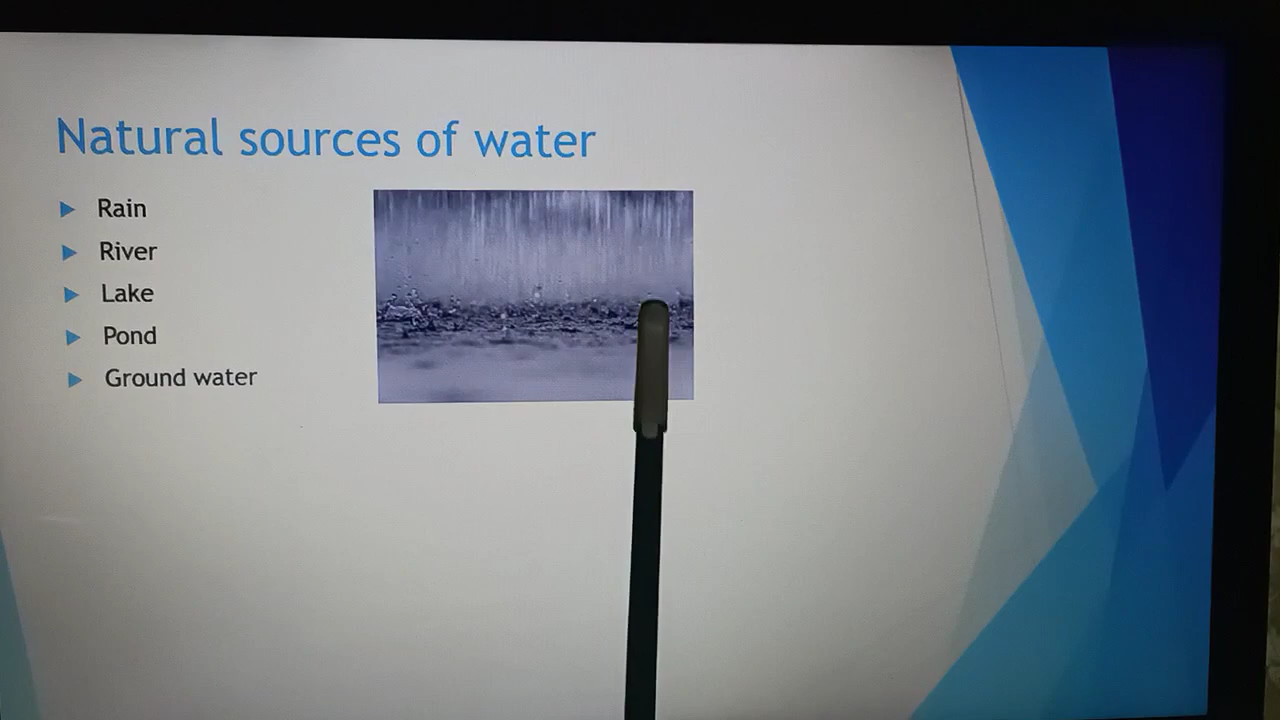 Natural sources of water
Rain
River
Lake
Pond
Ground water